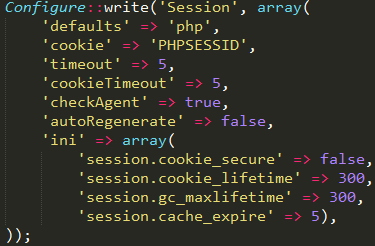 Configure::write('Session', array(
'defaults' => 'php',
'cookie' => 'PHPSESSID',
'timeout' => 5,
'cookieTimeout' => 5,
'checkAgent' => true,
'autoRegenerate' => false,
'ini' => array(
'session.cookie_secure' => false,
'session.cookie_lifetime' => 300,
'session.gc_maxlifetime' => 300,
'session.cache_expire' => 5),
));